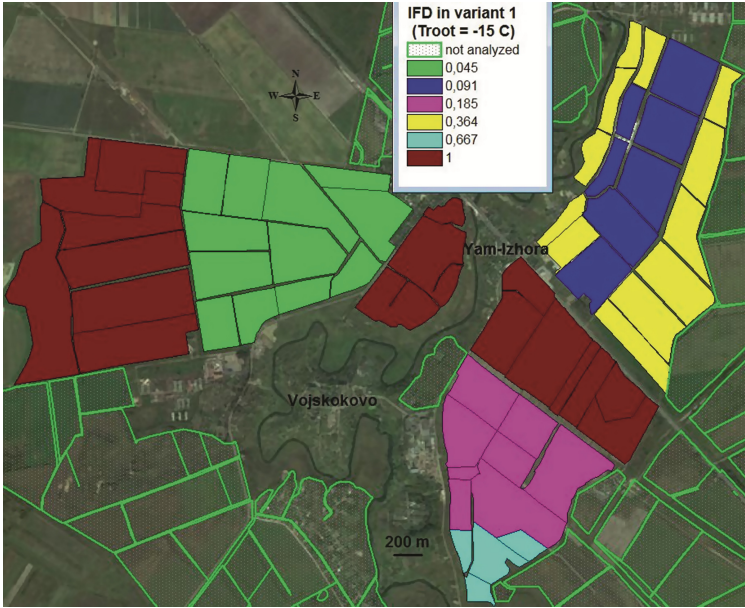 IFD in variant 1
(Troot = -15 C)
not analyzed
0,045
0,091
0,185
0,364
0,667
1
N
W E
S
Yam-Izhora
Vojskokovo
200 m